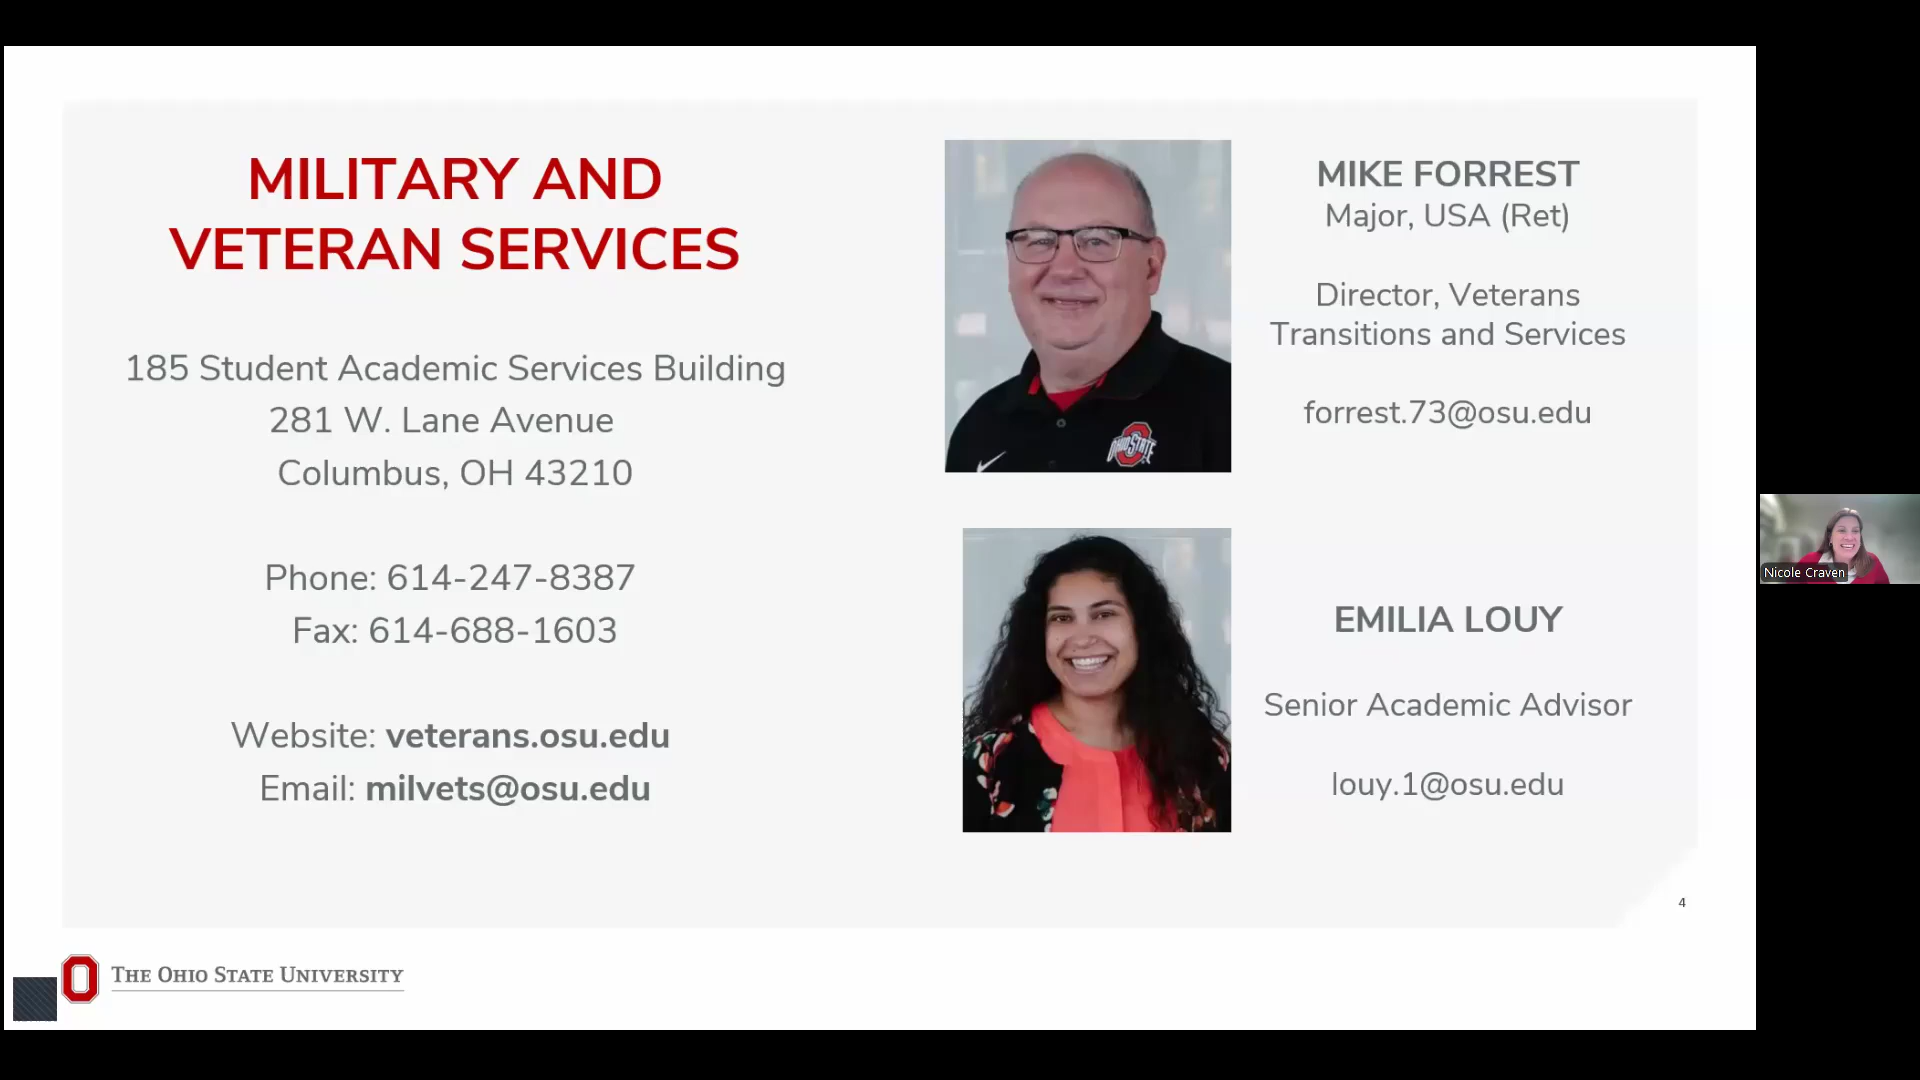 MILITARY AND
VETERAN SERVICES
185 Student Academic Services Building
281 W. Lane Avenue
Columbus, OH 43210
Phone: 614-247-8387
Fax: 614-688-1603
Website: veterans.osu.edu
Email: milvets@osu.edu
OHIO STATE
MIKE FORREST
Major, USA (Ret)
Director, Veterans
Transitions and Services
forrest.73@osu.edu
EMILIA LOUY
Senior Academic Advisor
louy.1@osu.edu
Nicole Craven
4
THE OHIO STATE UNIVERSITY